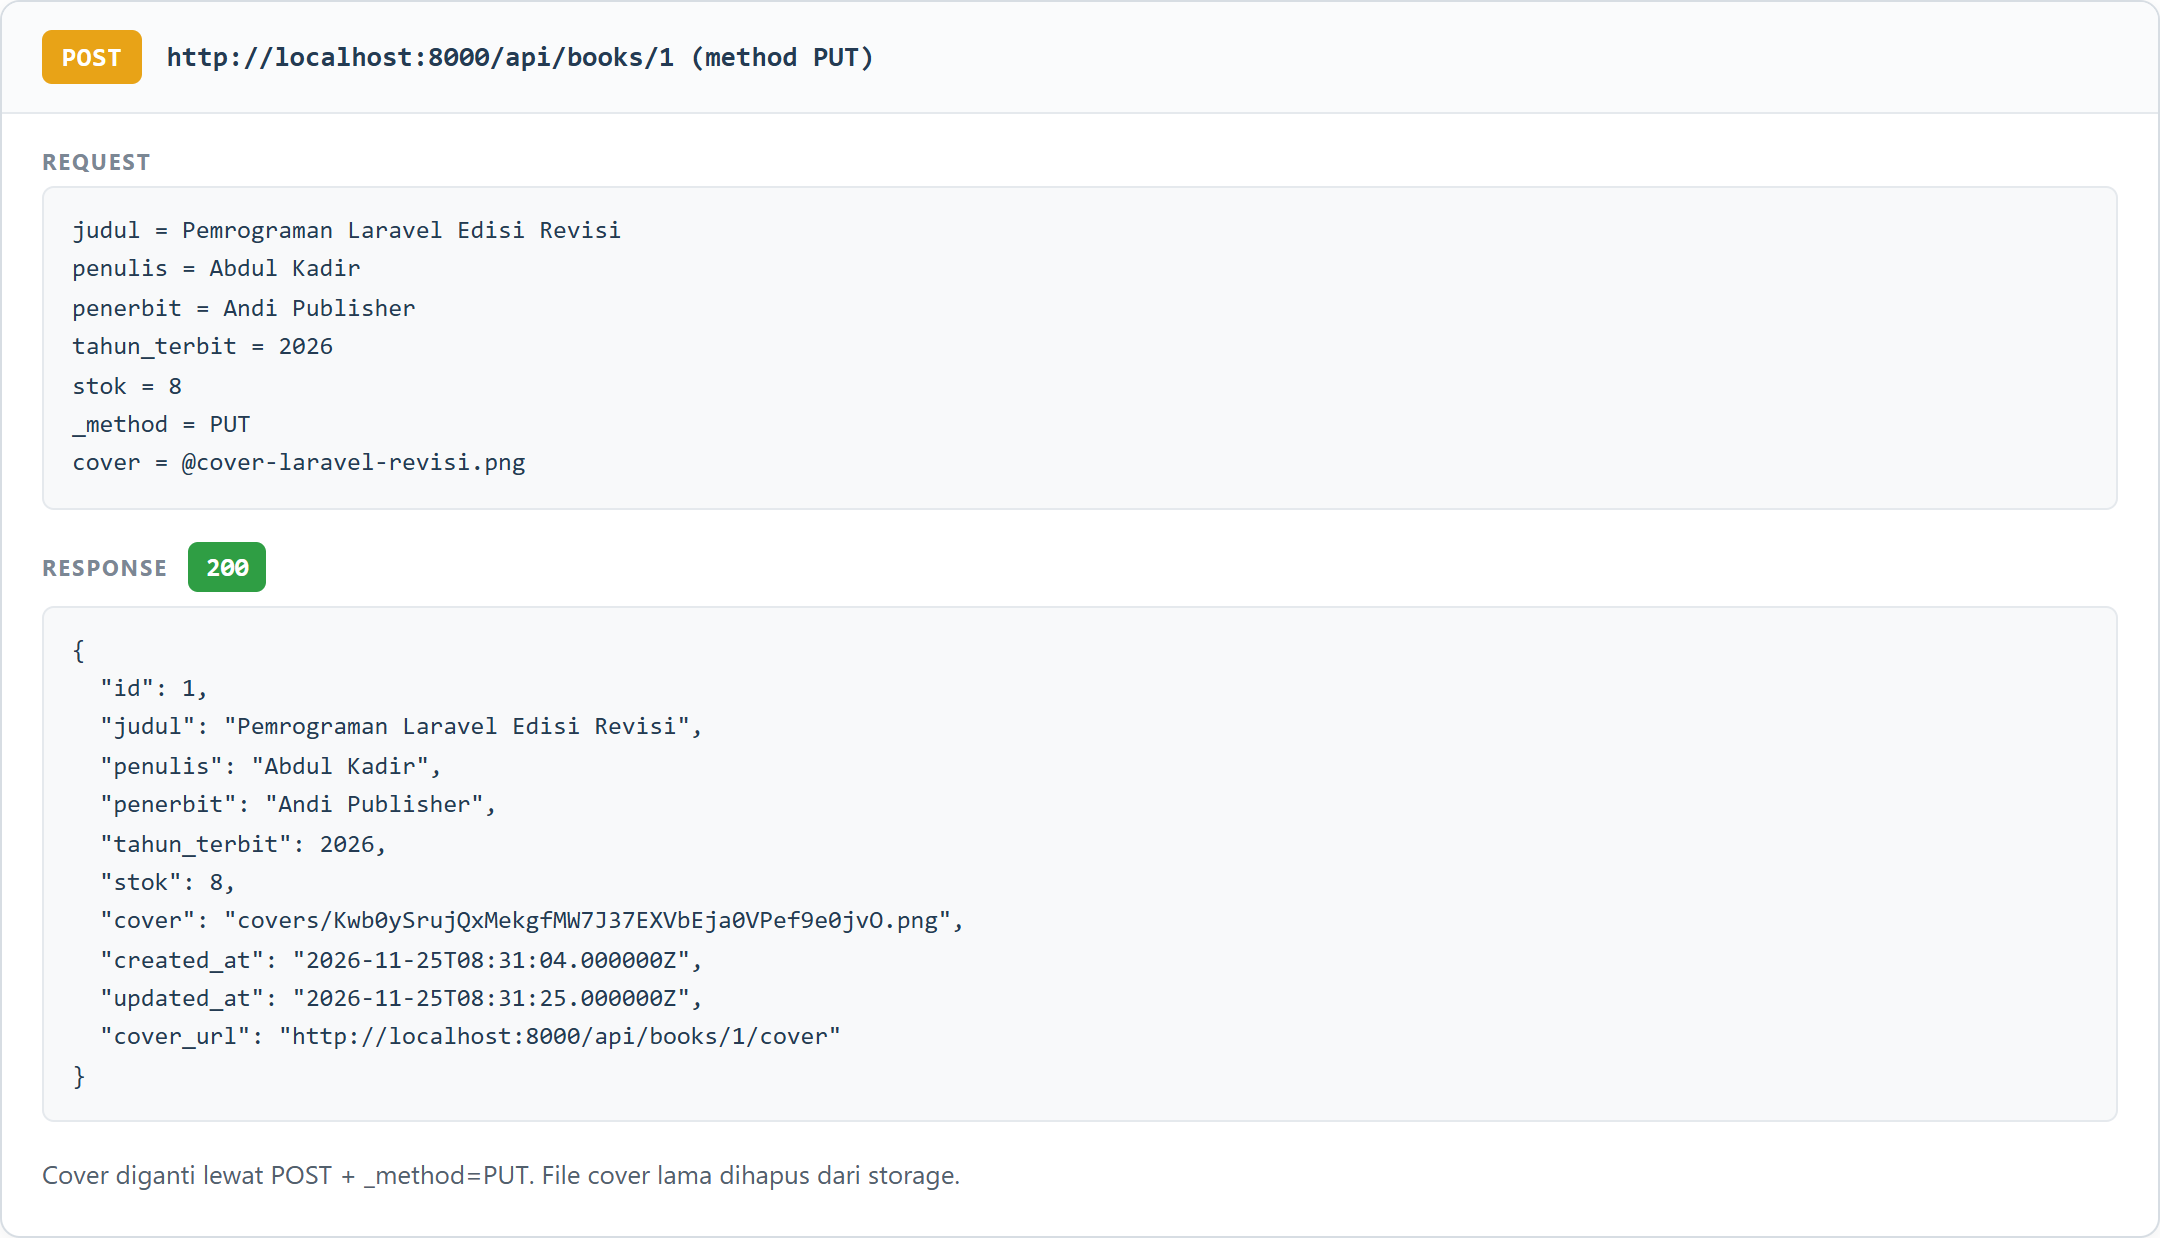 POST http://localhost:8000/api/books/1 (method PUT)
REQUEST
judul = Pemrograman Laravel Edisi Revisi
penulis = Abdul Kadir
penerbit = Andi Publisher
tahun_terbit = 2026
stok = 8
_method = PUT
cover = @cover-laravel-revisi.png
RESPONSE 200
{
  "id": 1,
  "judul": "Pemrograman Laravel Edisi Revisi",
  "penulis": "Abdul Kadir",
  "penerbit": "Andi Publisher",
  "tahun_terbit": 2026,
  "stok": 8,
  "cover": "covers/Kwb0ySrujQxMekgfMW7J37EXVbEja0VPef9e0jvO.png",
  "created_at": "2026-11-25T08:31:04.000000Z",
  "updated_at": "2026-11-25T08:31:25.000000Z",
  "cover_url": "http://localhost:8000/api/books/1/cover"
}
Cover diganti lewat POST + _method=PUT. File cover lama dihapus dari storage.